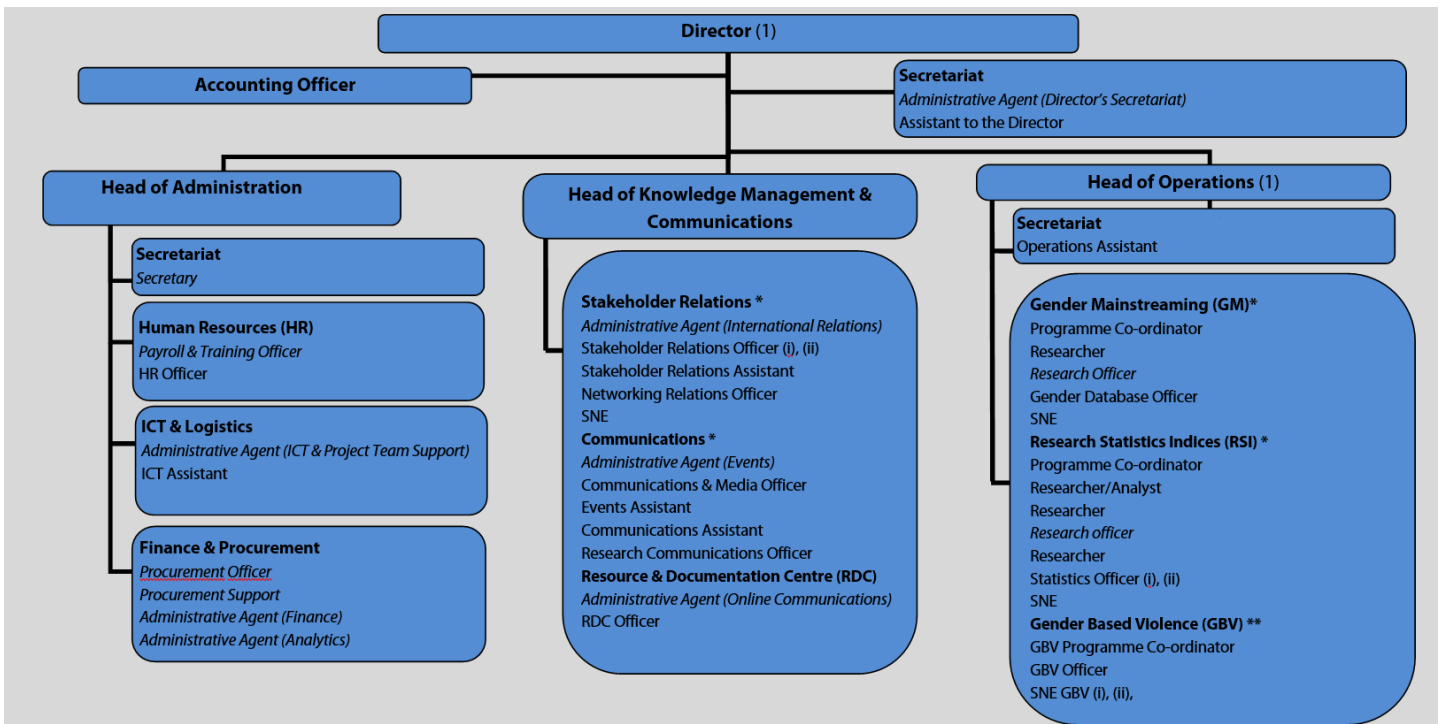 Director (1)
Accounting Officer
Secretariat
Administrative Agent (Director's Secretariat)
Assistant to the Director
Head of Administration
Secretariat
Secretary
Human Resources (HR)
Payroll & Training Officer
HR Officer
ICT & Logistics
Administrative Agent (ICT & Project Team Support)
ICT Assistant
Finance & Procurement
Procurement Officer
Procurement Support
Administrative Agent (Finance)
Administrative Agent (Analytics)
Head of Knowledge Management &
Communications
Stakeholder Relations *
Administrative Agent (International Relations)
Stakeholder Relations Officer (i), (ii)
Stakeholder Relations Assistant
Networking Relations Officer
SNE
Communications *
Administrative Agent (Events)
Communications & Media Officer
Events Assistant
Communications Assistant
Research Communications Officer
Resource & Documentation Centre (RDC)
Administrative Agent (Online Communications)
RDC Officer
Head of Operations (1)
Secretariat
Operations Assistant
Gender Mainstreaming (GM)*
Programme Co-ordinator
Researcher
Research Officer
Gender Database Officer
SNE
Research Statistics Indices (RSI) *
Programme Co-ordinator
Researcher/Analyst
Researcher
Research officer
Researcher
Statistics Officer (i), (ii)
SNE
Gender Based Violence (GBV) **
GBV Programme Co-ordinator
GBV Officer
SNE GBV (i), (ii),